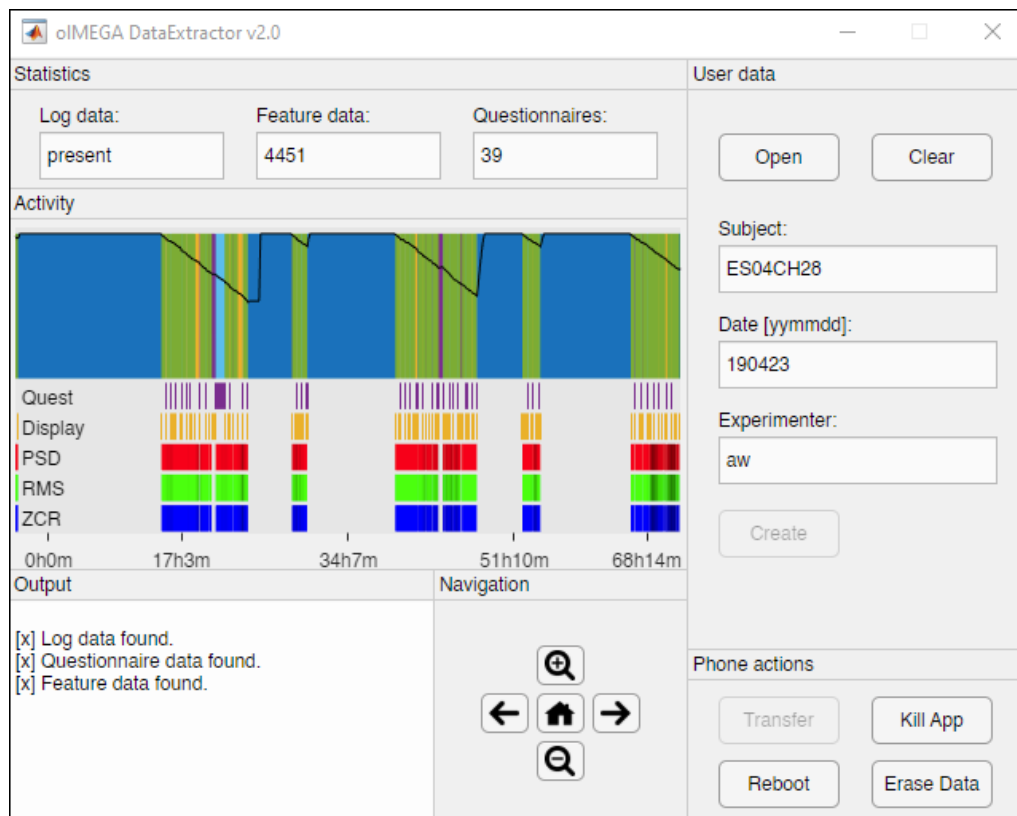 olMEGA DataExtractor v2.0
Statistics
Log data:
present
Feature data:
4451
Questionnaires:
39
Activity
Quest
Display
PSD
RMS
ZCR
0h0m
17h3m
34h7m
51h10m
68h14m
Output
[x] Log data found.
[x] Questionnaire data found.
[x] Feature data found.
Navigation
User data
Open
Clear
Subject:
ES04CH28
Date [yymmdd]:
190423
Experimenter:
aw
Create
Phone actions
Transfer
Kill App
Reboot
Erase Data